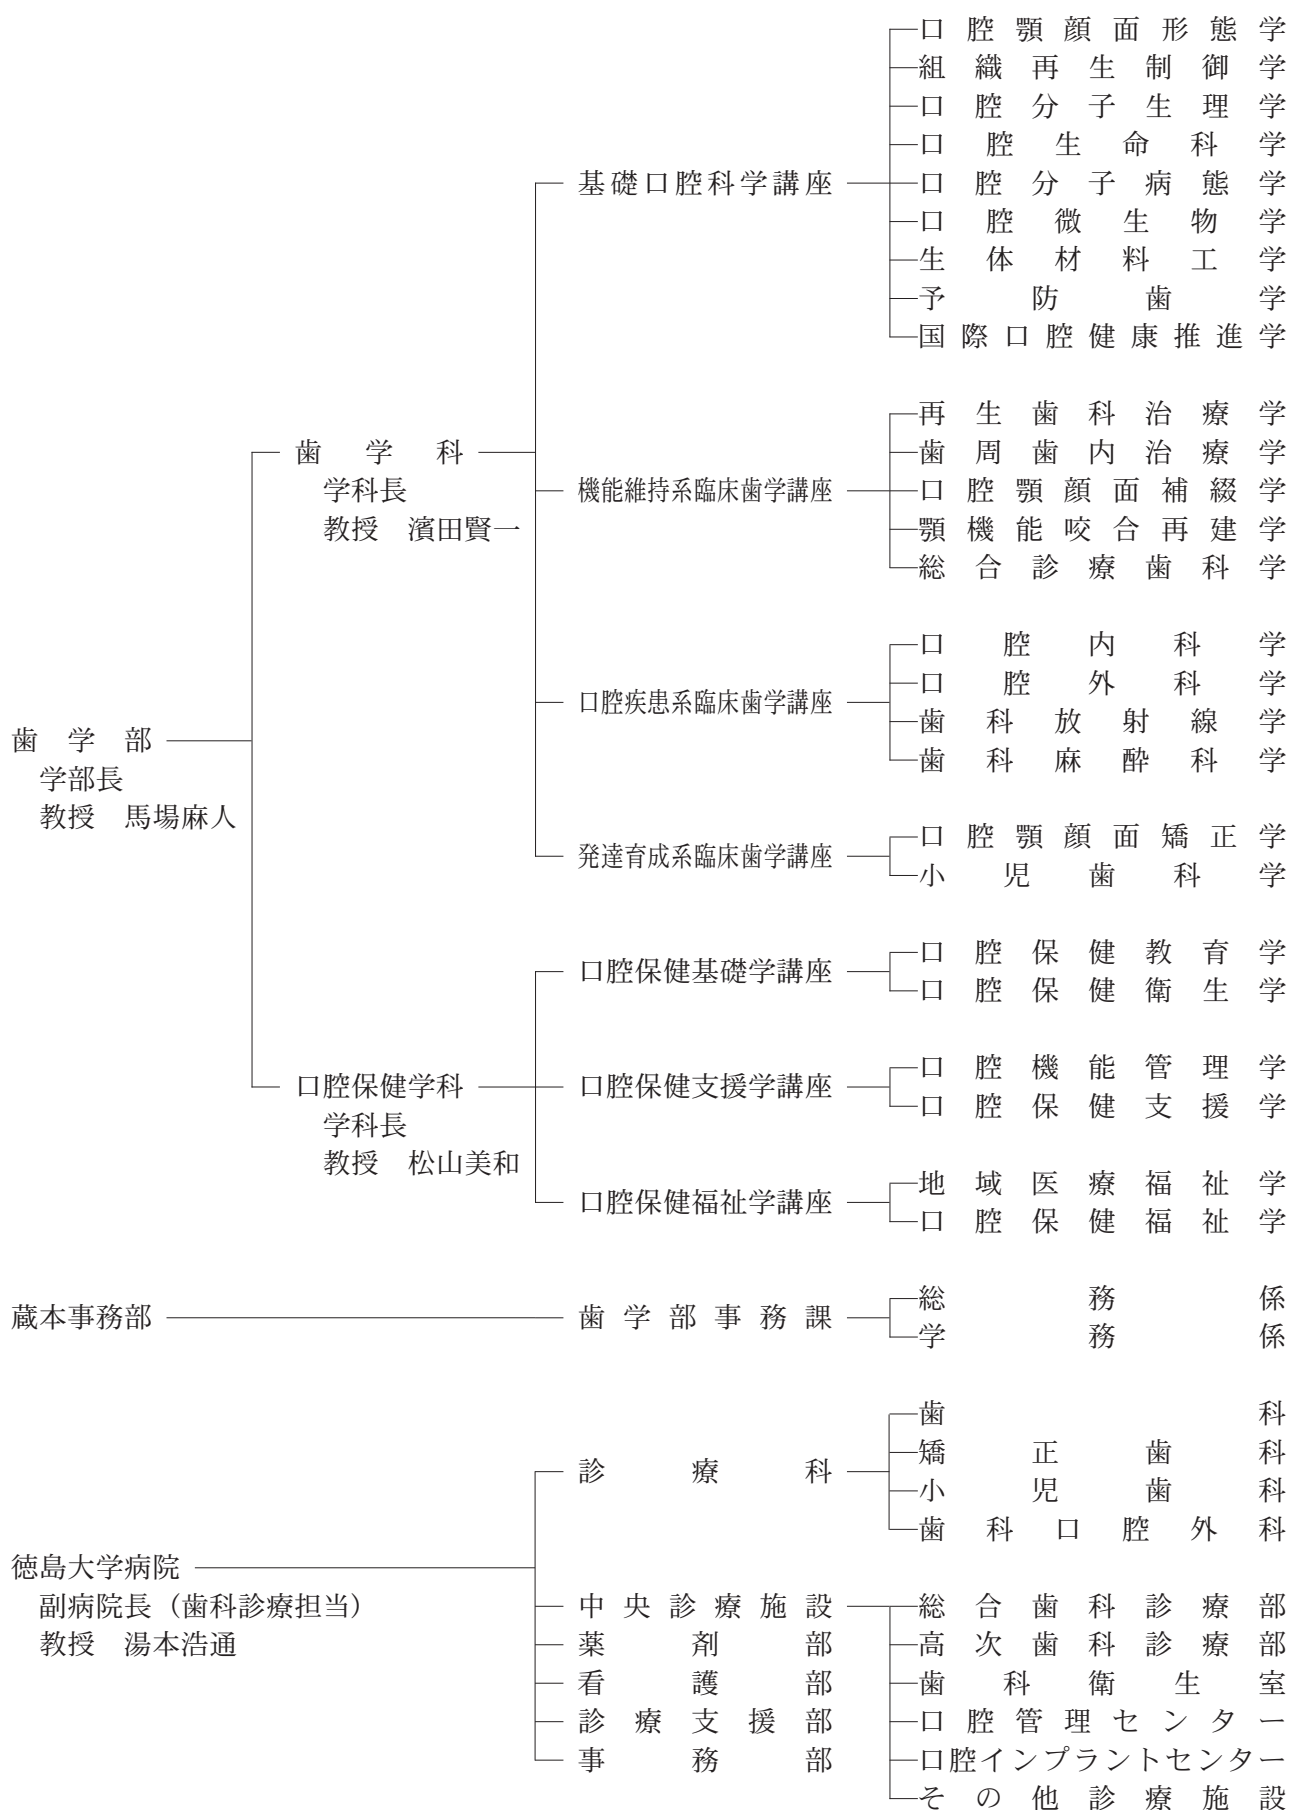 口腔顎顔面形態学
組織再生制御学
口腔分子生理学
口腔生命科学
基礎口腔科学講座 口腔分子病態学
口腔微生物学
生体材料工学
予防歯学
国際口腔健康推進学
再生歯科治療学
歯学科 歯周歯内治療学
学科長 機能維持系臨床歯学講座 口腔顎顔面補綴学
教授 濱田賢一 顎機能咬合再建学
総合診療歯科学
口腔内科学
口腔外科学
口腔疾患系臨床歯学講座
歯科放射線学
歯学部
歯科麻酔科学
学部長
教授 馬場麻人
口腔顎顔面矯正学
発達育成系臨床歯学講座
小児歯科学
口腔保健教育学
口腔保健基礎学講座
口腔保健衛生学
口腔機能管理学
口腔保健学科 口腔保健支援学講座
口腔保健支援学
学科長
教授 松山美和
地域医療福祉学
口腔保健福祉学講座
口腔保健福祉学
総務係
蔵本事務部 歯学部事務課
学務係
歯科
矯正歯科
診療科
小児歯科
歯科口腔外科
徳島大学病院
副病院長（歯科診療担当） 中央診療施設 総合歯科診療部
教授 湯本浩通 薬剤部 高次歯科診療部
看護部 歯科衛生室
診療支援部 口腔管理センター
事務部 口腔インプラントセンター
その他診療施設